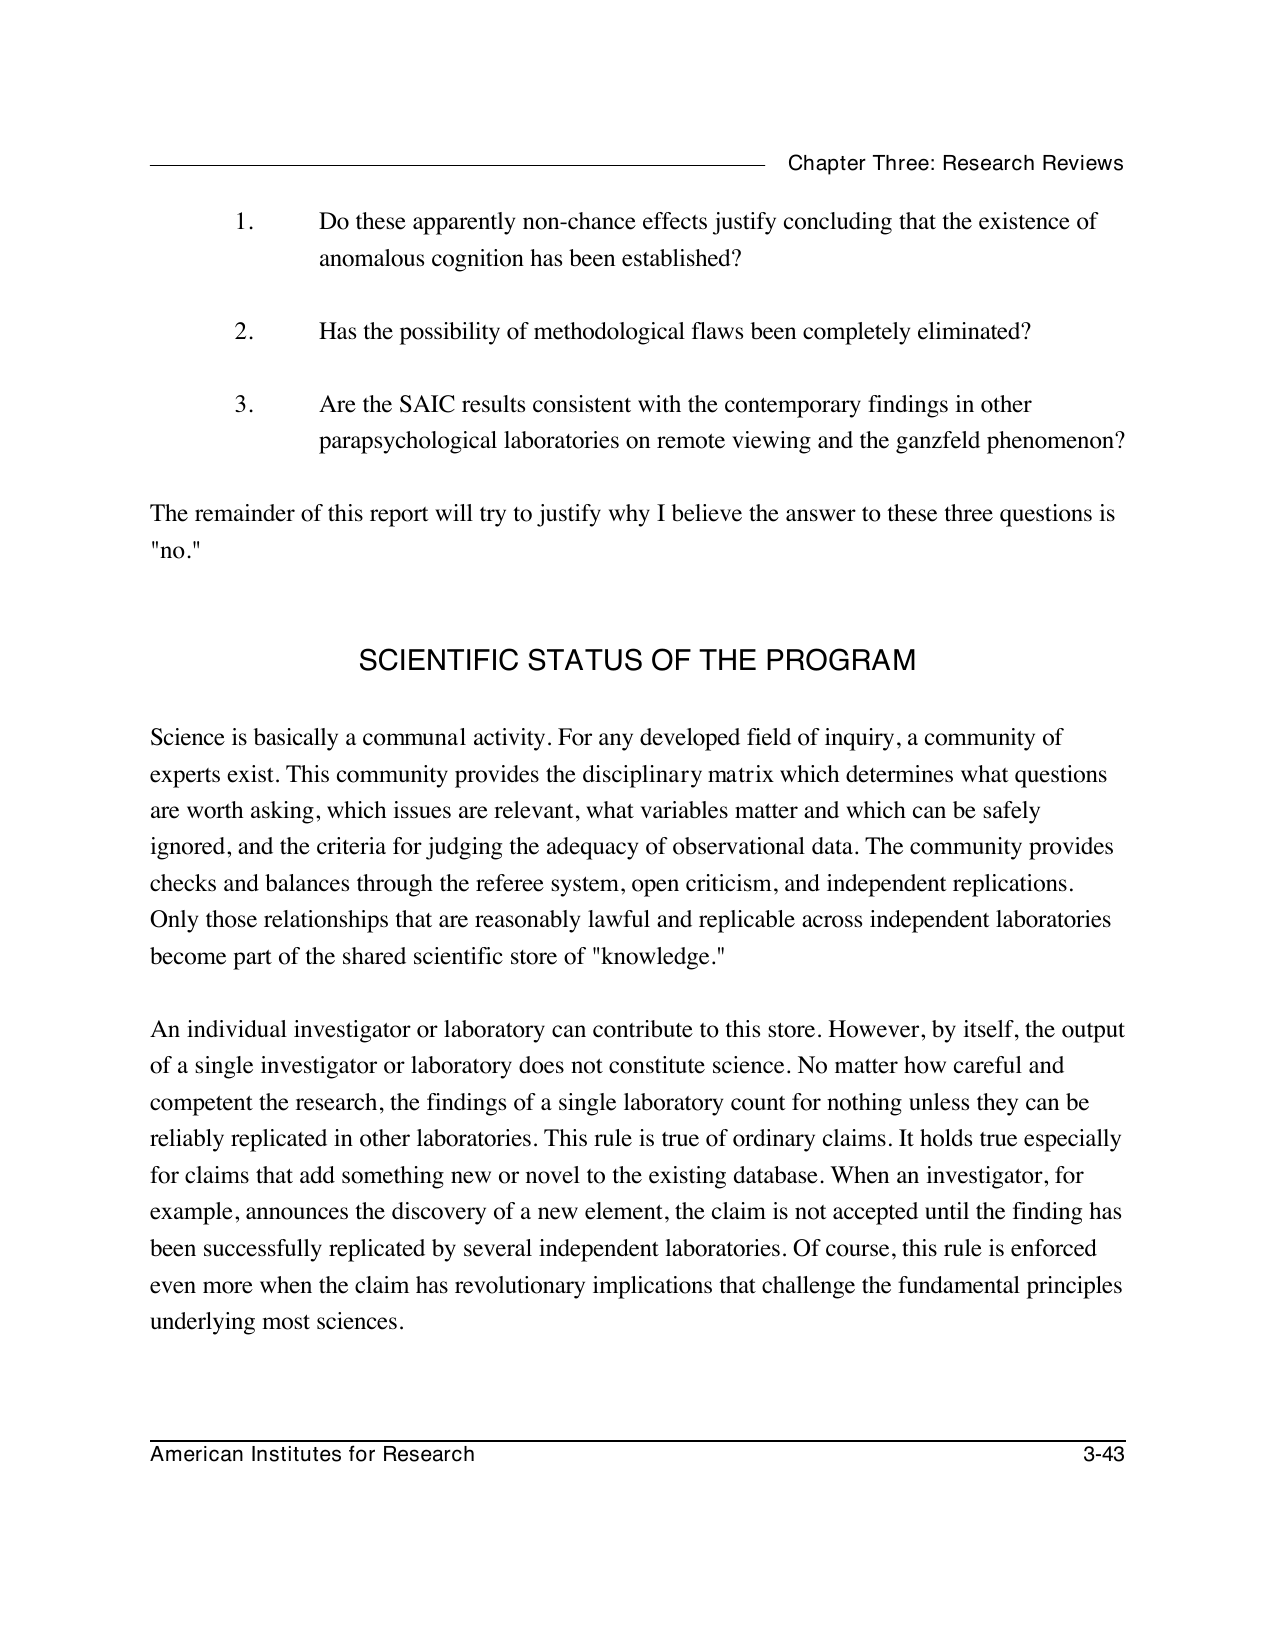 Chapter Three: Research Reviews
1. Do these apparently non-chance effects justify concluding that the existence of
anomalous cognition has been established?
2. Has the possibility of methodological flaws been completely eliminated?
3. Are the SAIC results consistent with the contemporary findings in other
parapsychological laboratories on remote viewing and the ganzfeld phenomenon?
The remainder of this report will try to justify why I believe the answer to these three questions is
"no."
SCIENTIFIC STATUS OF THE PROGRAM
Science is basically a communal activity. For any developed field of inquiry, a community of
experts exist. This community provides the disciplinary matrix which determines what questions
are worth asking, which issues are relevant, what variables matter and which can be safely
ignored, and the criteria for judging the adequacy of observational data. The community provides
checks and balances through the referee system, open criticism, and independent replications.
Only those relationships that are reasonably lawful and replicable across independent laboratories
become part of the shared scientific store of "knowledge."
An individual investigator or laboratory can contribute to this store. However, by itself, the output
of a single investigator or laboratory does not constitute science. No matter how careful and
competent the research, the findings of a single laboratory count for nothing unless they can be
reliably replicated in other laboratories. This rule is true of ordinary claims. It holds true especially
for claims that add something new or novel to the existing database. When an investigator, for
example, announces the discovery of a new element, the claim is not accepted until the finding has
been successfully replicated by several independent laboratories. Of course, this rule is enforced
even more when the claim has revolutionary implications that challenge the fundamental principles
underlying most sciences.
American Institutes for Research 3-43